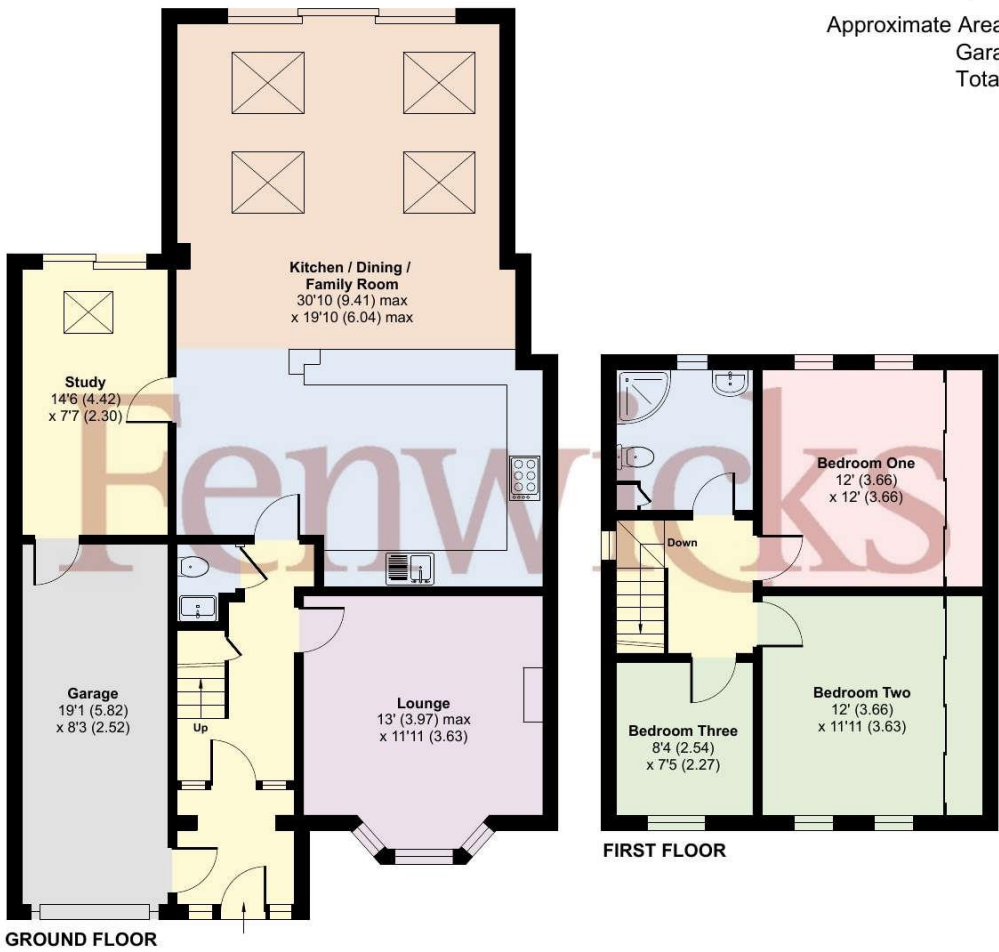 Approximate Area
Gara
Tota
Kitchen / Dining /
Family Room
30'10 (9.41) max
x 19'10 (6.04) max
Study
14'6 (4.42)
x 7'7 (2.30)
Fenwicks
Bedroom One
12' (3.66)
x 12' (3.66)
Down
Garage
19'1 (5.82)
x 8'3 (2.52)
Up
Lounge
13' (3.97) max
x 11'11 (3.63)
Bedroom Two
12' (3.66)
x 11'11 (3.63)
Bedroom Three
8'4 (2.54)
x 7'5 (2.27)
FIRST FLOOR
GROUND FLOOR